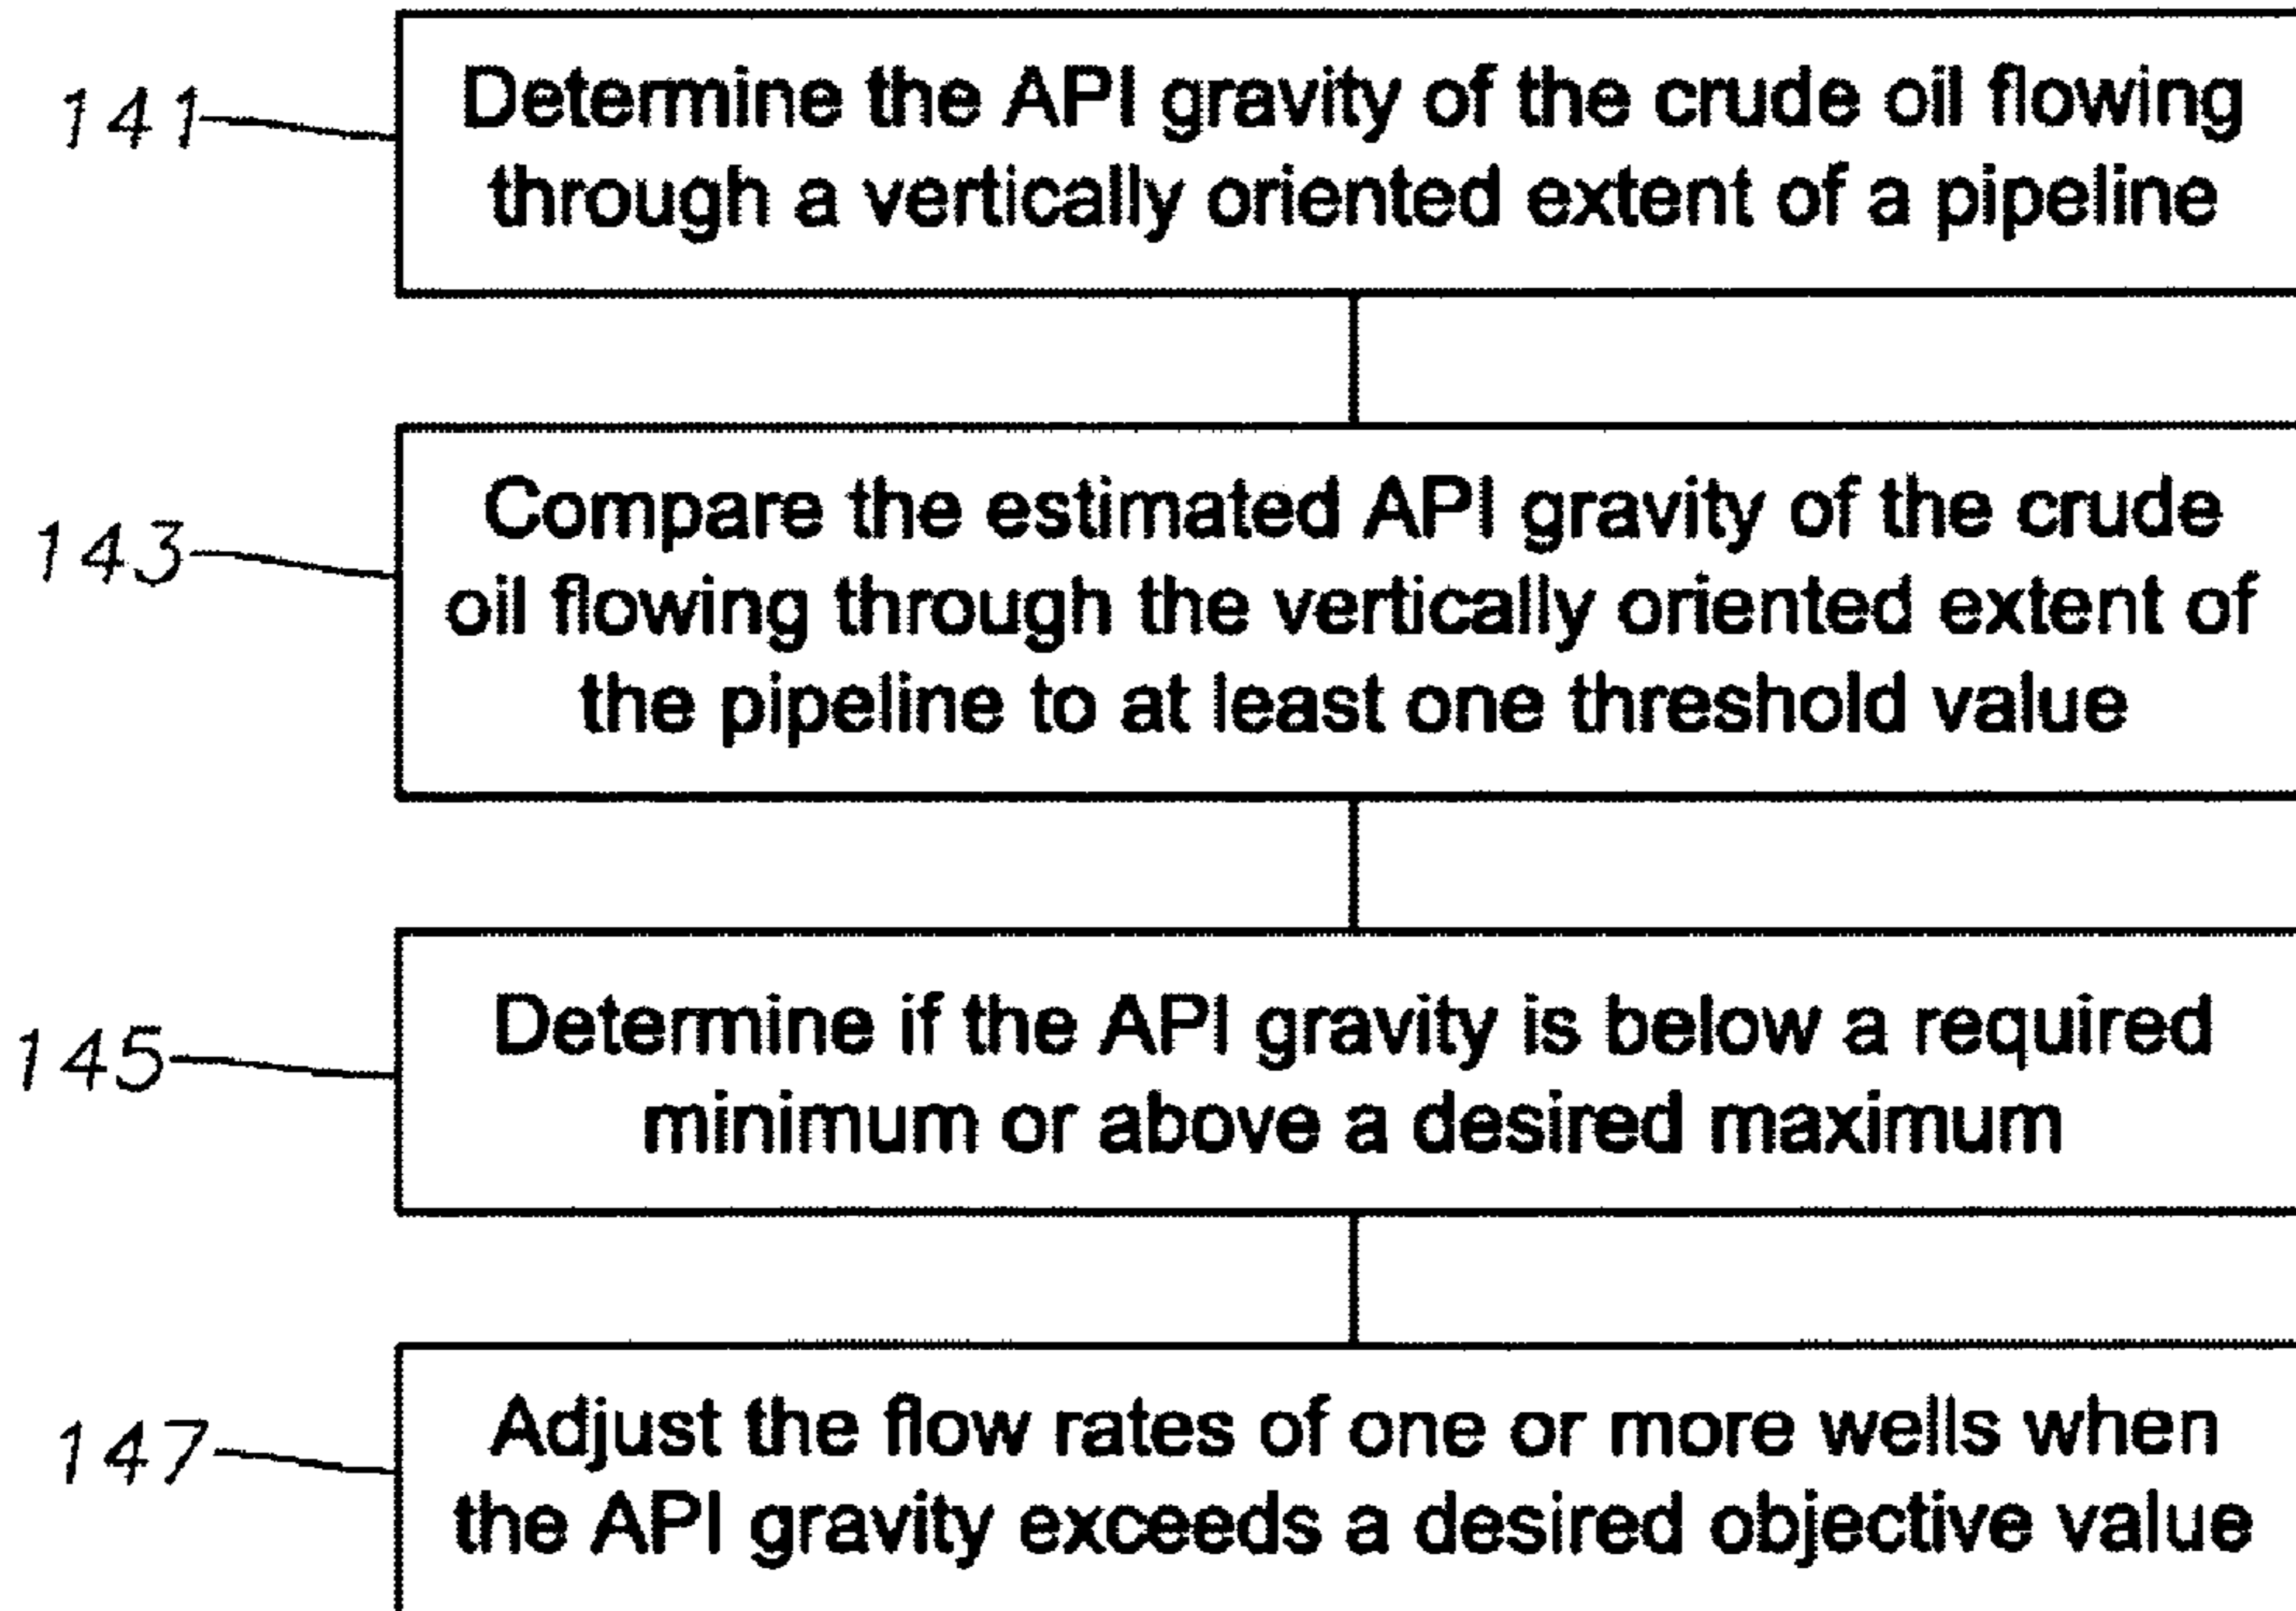 141
Determine the API gravity of the crude oil flowing
through a vertically oriented extent of a pipeline
143
Compare the estimated API gravity of the crude
oil flowing through the vertically oriented extent of
the pipeline to at least one threshold value
145
Determine if the API gravity is below a required
minimum or above a desired maximum
147
Adjust the flow rates of one or more wells when
the API gravity exceeds a desired objective value